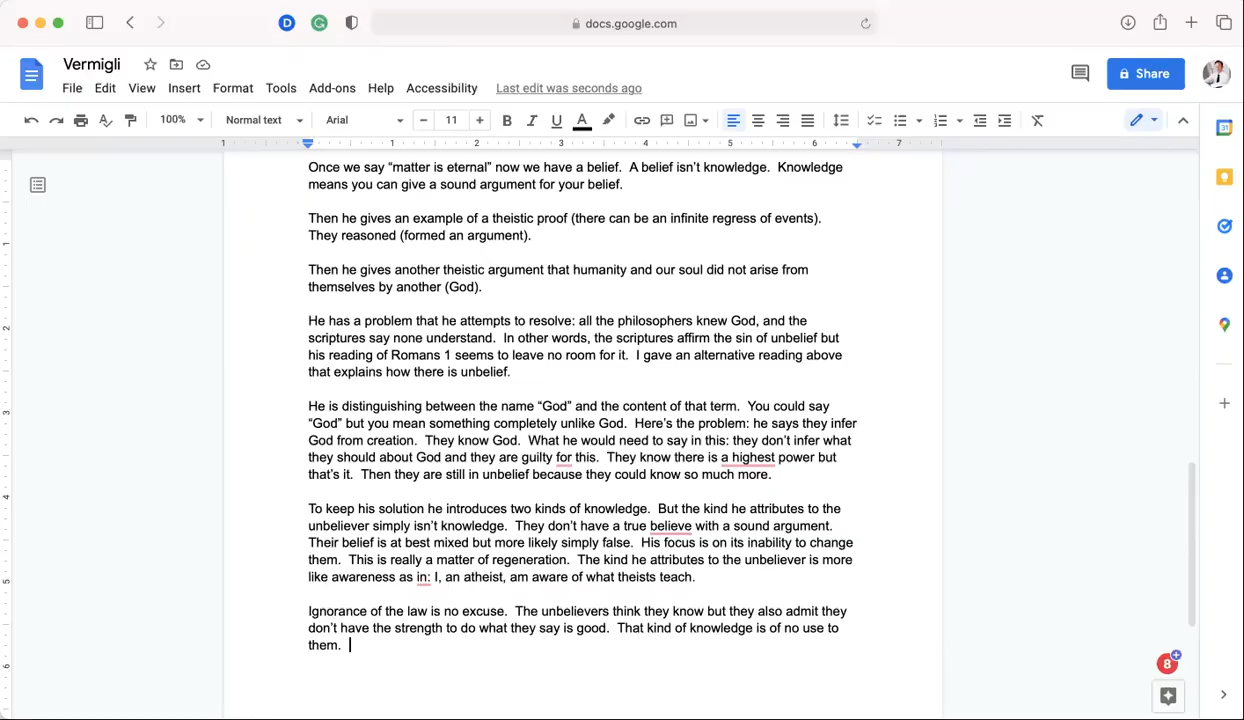 docs.google.com
Vermigli
File Edit View Insert Format Tools Add-ons Help Accessibility Last edit was seconds ago
Share
100% Normal text Arial 11
1 1 2 3 4 5 6 7
Once we say “matter is eternal” now we have a belief.  A belief isn’t knowledge.  Knowledge
means you can give a sound argument for your belief.
Then he gives an example of a theistic proof (there can be an infinite regress of events).
They reasoned (formed an argument).
Then he gives another theistic argument that humanity and our soul did not arise from
themselves by another (God).
He has a problem that he attempts to resolve: all the philosophers knew God, and the
scriptures say none understand.  In other words, the scriptures affirm the sin of unbelief but
his reading of Romans 1 seems to leave no room for it.  I gave an alternative reading above
that explains how there is unbelief.
He is distinguishing between the name “God” and the content of that term.  You could say
“God” but you mean something completely unlike God.  Here’s the problem: he says they infer
God from creation.  They know God.  What he would need to say in this: they don’t infer what
they should about God and they are guilty for this.  They know there is a highest power but
that’s it.  Then they are still in unbelief because they could know so much more.
To keep his solution he introduces two kinds of knowledge.  But the kind he attributes to the
unbeliever simply isn’t knowledge.  They don’t have a true believe with a sound argument.
Their belief is at best mixed but more likely simply false.  His focus is on its inability to change
them.  This is really a matter of regeneration.  The kind he attributes to the unbeliever is more
like awareness as in: I, an atheist, am aware of what theists teach.
Ignorance of the law is no excuse.  The unbelievers think they know but they also admit they
don’t have the strength to do what they say is good.  That kind of knowledge is of no use to
them.
8